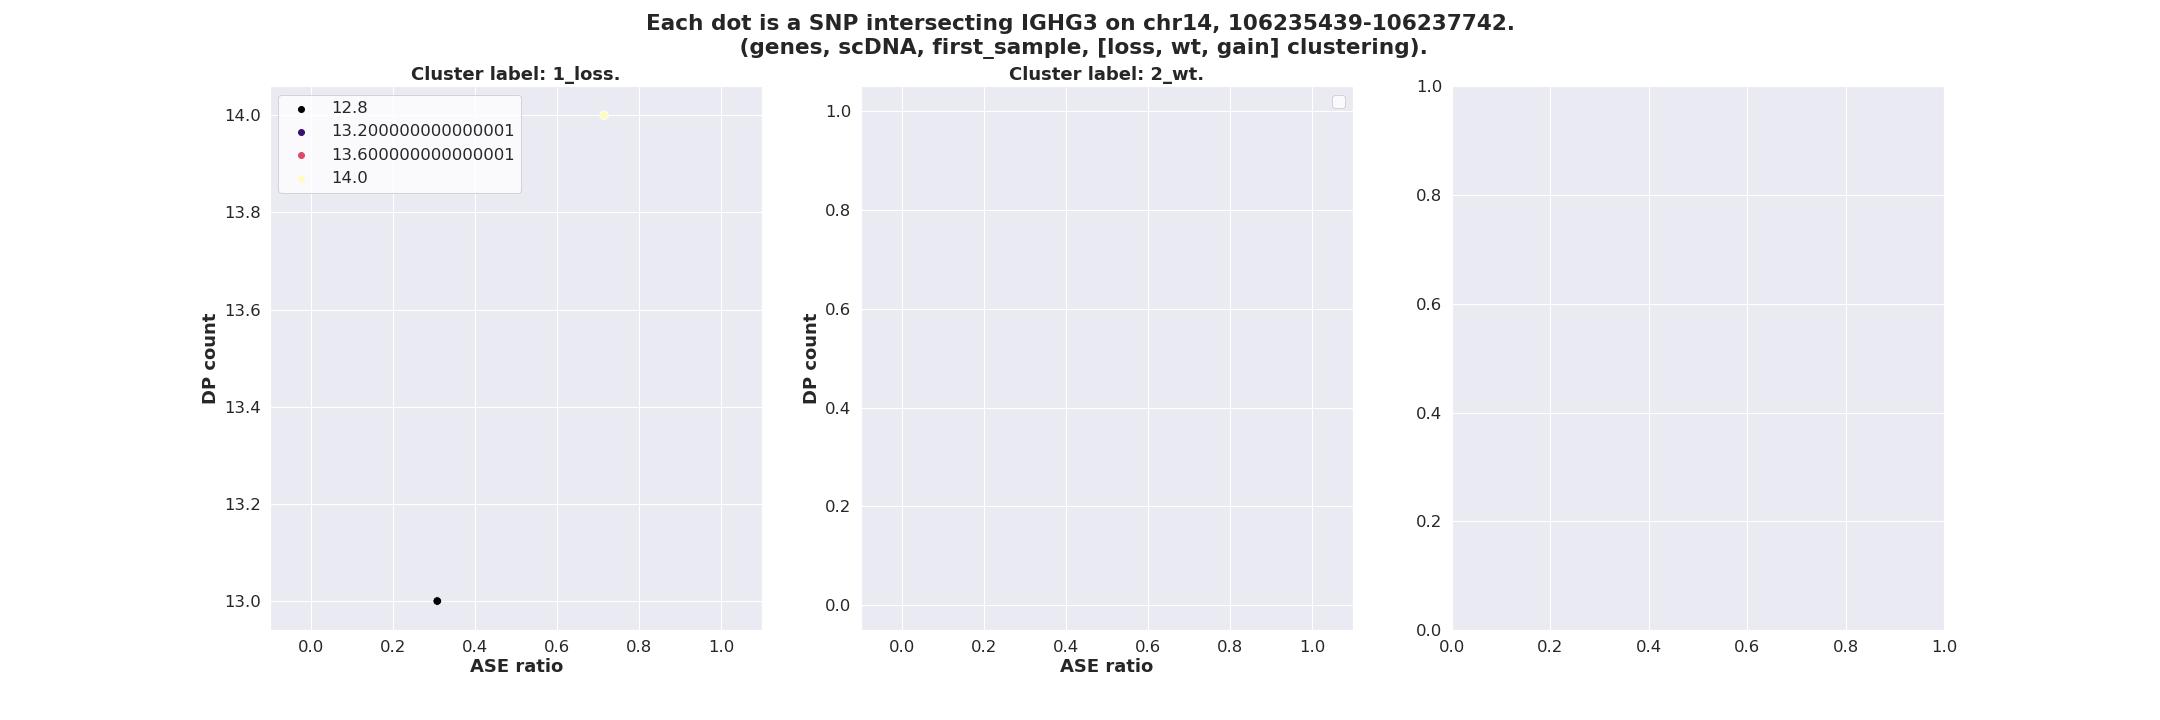 Each dot is a SNP intersecting IGHG3 on chr14, 106235439-106237742.
(genes, scDNA, first_sample, [loss, wt, gain] clustering).
Cluster label: 1_loss.
12.8
13.200000000000001
13.600000000000001
14.0
14.0
13.8
13.6
13.4
13.2
13.0
DP count
0.0 0.2 0.4 0.6 0.8 1.0
ASE ratio
Cluster label: 2_wt.
1.0
0.8
0.6
0.4
0.2
0.0
DP count
0.0 0.2 0.4 0.6 0.8 1.0
ASE ratio
1.0
0.8
0.6
0.4
0.2
0.0
0.0 0.2 0.4 0.6 0.8 1.0